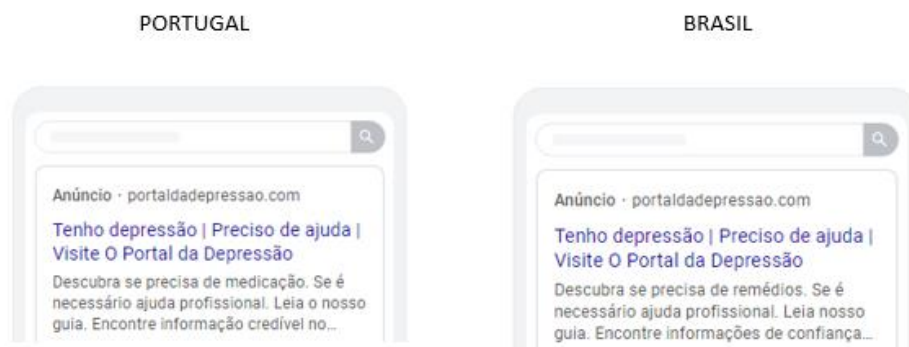 PORTUGAL
Anúncio · portaldadepressao.com
Tenho depressão | Preciso de ajuda |
Visite O Portal da Depressão
Descubra se precisa de medicação. Se é
necessário ajuda profissional. Leia o nosso
guia. Encontre informação credível no...
BRASIL
Anúncio · portaldadepressao.com
Tenho depressão | Preciso de ajuda |
Visite O Portal da Depressão
Descubra se precisa de remédios. Se é
necessário ajuda profissional. Leia nosso
guia. Encontre informações de confiança...